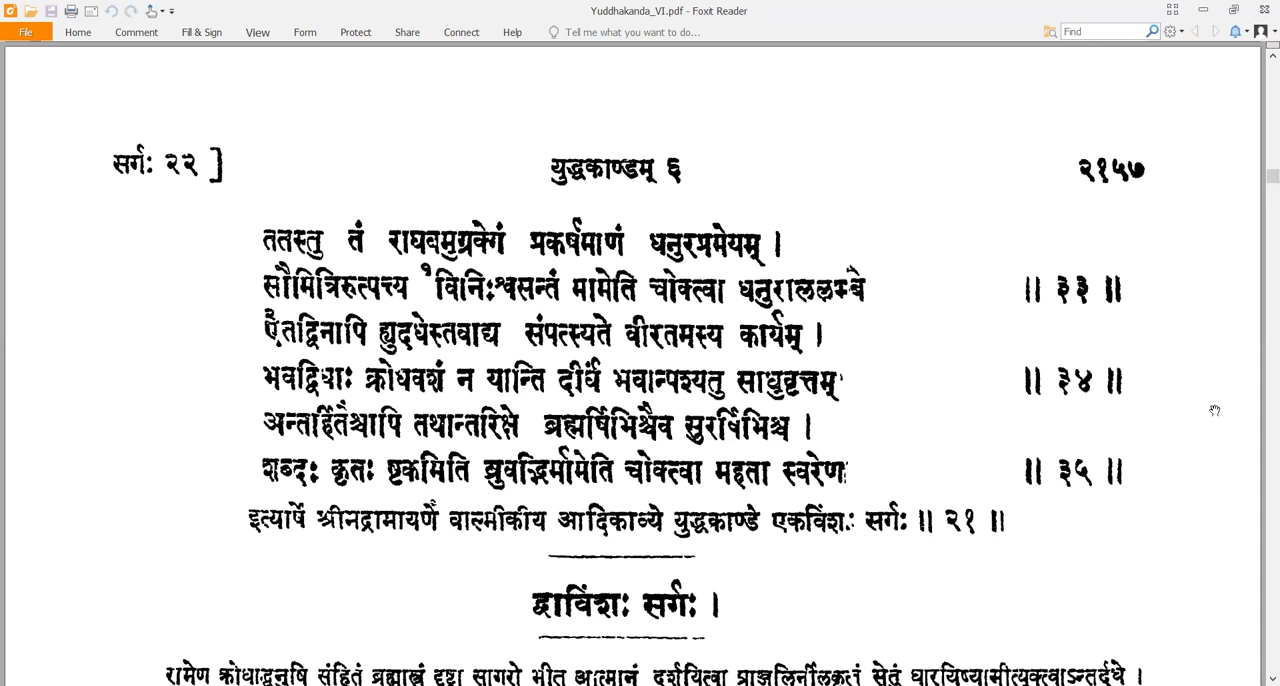 Yuddhakanda_VI.pdf - Foxit Reader
File Home Comment Fill & Sign View Form Protect Share Connect Help Tell me what you want to do... Find
सर्गः २२ ] युद्धकाण्डम् ६ २१५७
ततस्तु तं राघवमुग्रवेगं प्रकर्षमाणं धनुरप्रमेयम् ।
सौमित्रिरुत्पत्य विनिःश्वसन्तं मामेति चोक्त्वा धनुराललम्बे ॥ ३३ ॥
एतद्विनापि ह्युदधेस्तवाद्य संपत्स्यते वीरतमस्य कार्यम् ।
भवद्विधाः क्रोधवशं न यान्ति दीर्घं भवान्पश्यतु साधुवृत्तम् ॥ ३४ ॥
अन्तर्हितैश्चापि तथान्तरिक्षे ब्रह्मर्षिभिश्चैव सुरर्षिभिश्च ।
शब्दः कृतः कष्टमिति ब्रुवद्भिर्मामेति चोक्त्वा महता स्वरेण ॥ ३५ ॥
इत्यार्षे श्रीमद्रामायणे वाल्मीकीय आदिकाव्ये युद्धकाण्डे एकविंशः सर्गः ॥ २१ ॥
द्वाविंशः सर्गः ।
रामेण क्रोधाद्धनुषि संहितं ब्रह्मास्त्रं दृष्ट्वा सागरो भीत आत्मानं दर्शयित्वा प्राञ्जलिर्नीलकृतं सेतुं धारयिष्यामीत्युक्त्वाऽन्तर्दधे ।